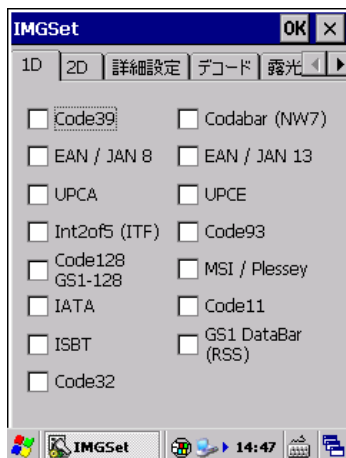 IMGSet OK ×
1D 2D 詳細設定 デコード 露光
Code39 Codabar (NW7)
EAN / JAN 8 EAN / JAN 13
UPCA UPCE
Int2of5 (ITF) Code93
Code128
GS1-128
MSI / Plessey
IATA Code11
ISBT
GS1 DataBar
(RSS)
Code32
IMGSet 14:47